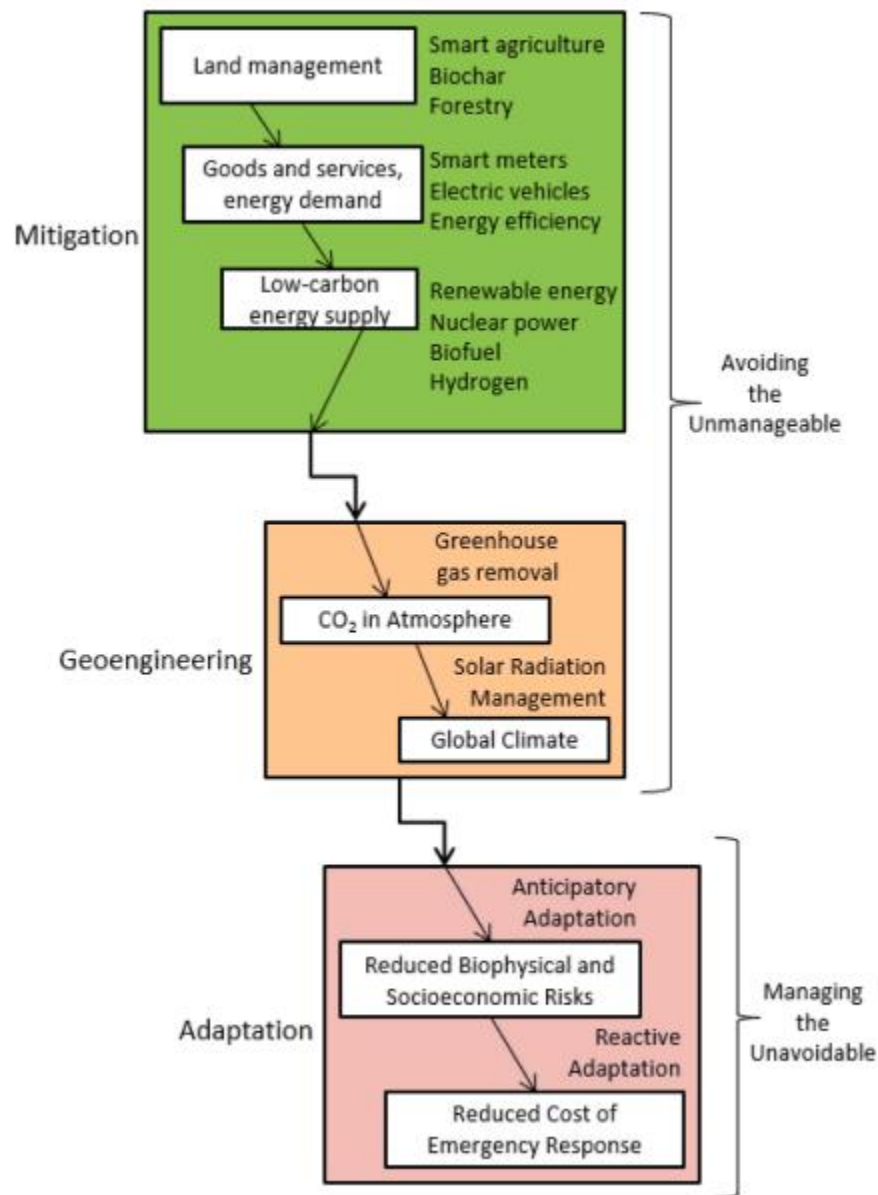 Land management
Smart agriculture
Biochar
Forestry
Goods and services,
energy demand
Smart meters
Electric vehicles
Energy efficiency
Mitigation
Low-carbon
energy supply
Renewable energy
Nuclear power
Biofuel
Hydrogen
Avoiding
the
Unmanageable
Greenhouse
gas removal
CO₂ in Atmosphere
Geoengineering
Solar Radiation
Management
Global Climate
Anticipatory
Adaptation
Reduced Biophysical and
Socioeconomic Risks
Adaptation
Reactive
Adaptation
Reduced Cost of
Emergency Response
Managing
the
Unavoidable